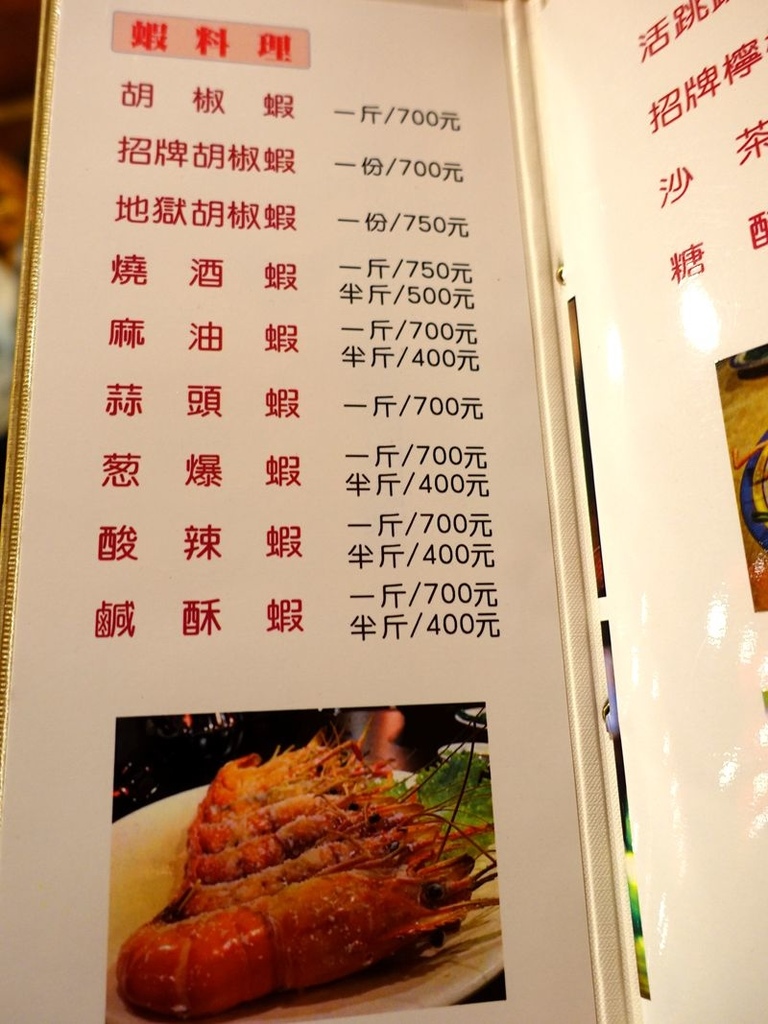 蝦料理
胡椒蝦 一斤/700元
招牌胡椒蝦 一份/700元
地獄胡椒蝦 一份/750元
燒酒蝦 一斤/750元
半斤/500元
麻油蝦 一斤/700元
半斤/400元
蒜頭蝦 一斤/700元
葱爆蝦 一斤/700元
半斤/400元
酸辣蝦 一斤/700元
半斤/400元
鹹酥蝦 一斤/700元
半斤/400元
活跳
招牌檸
沙茶
糖醋